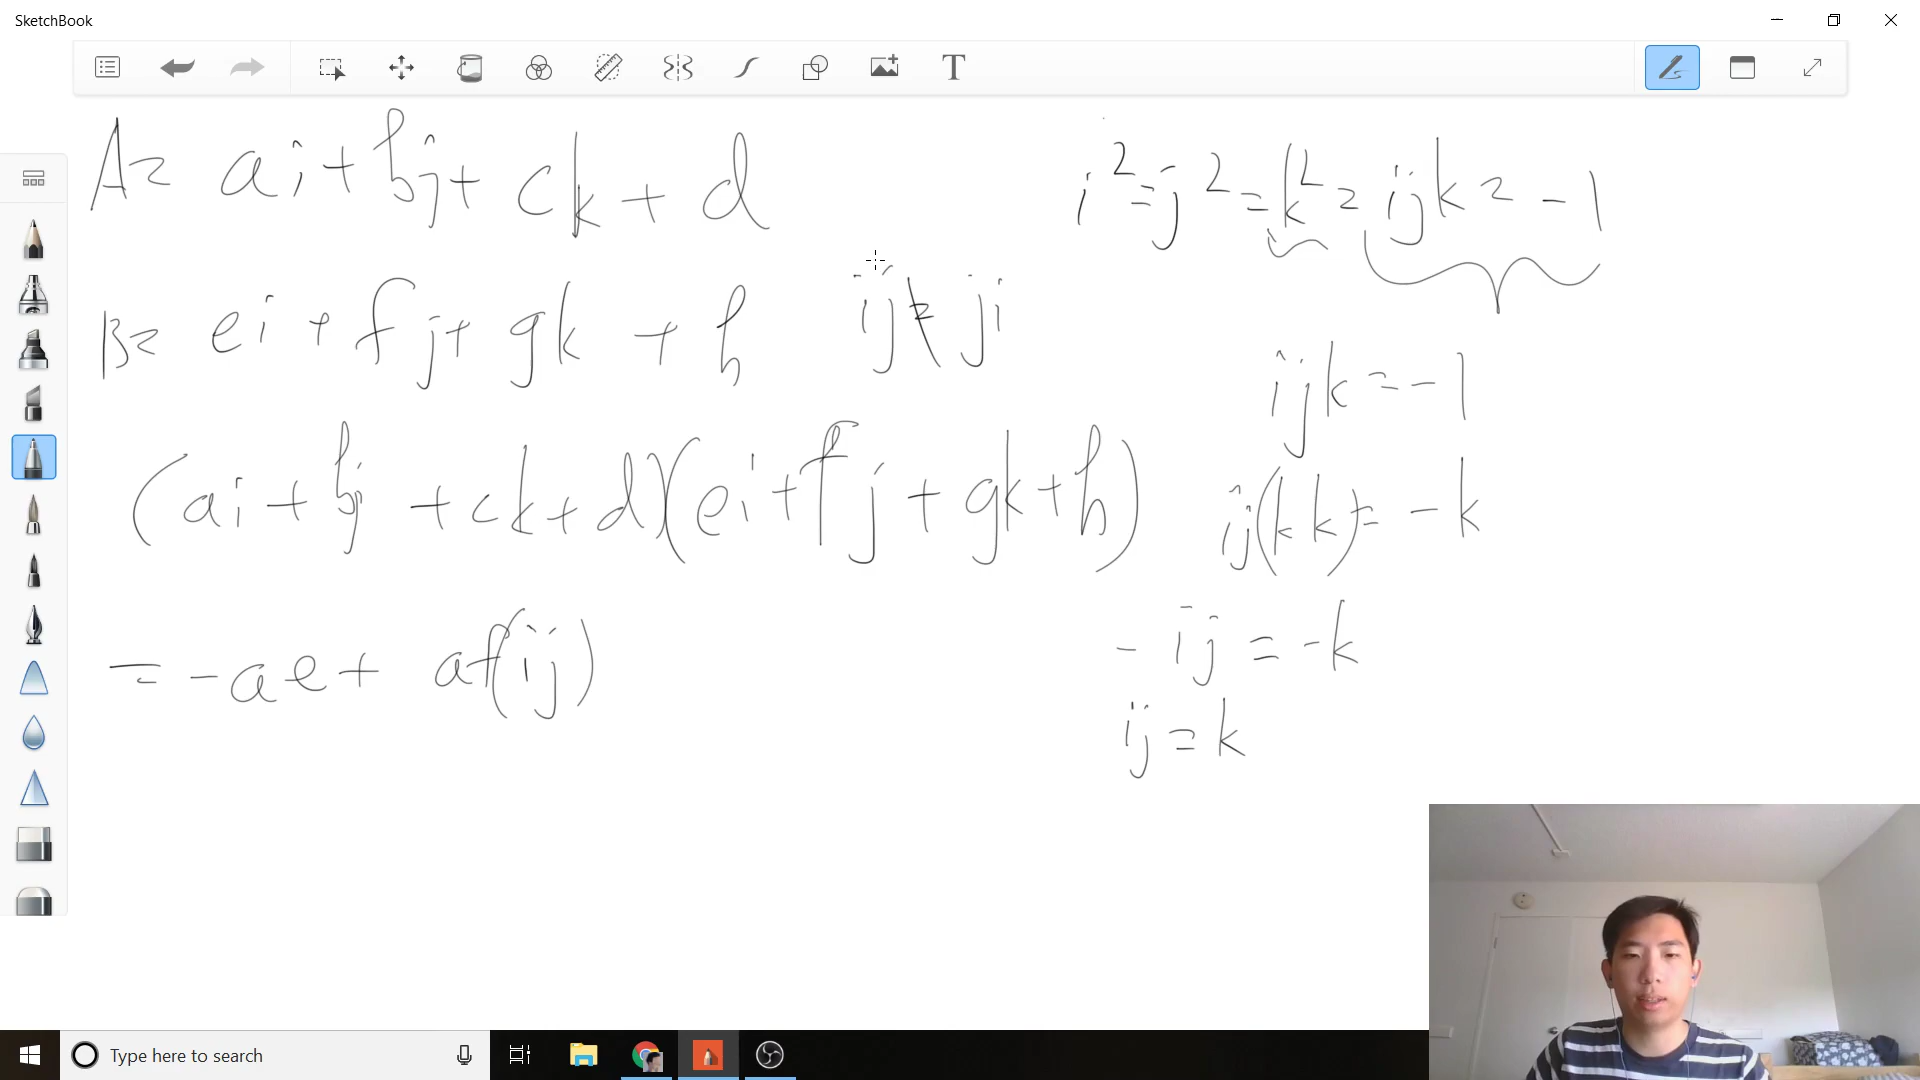 SketchBook
A= ai+bj+ck+d
i²=j²=k²=ijk=-1
B= ei+fj+gk+h
ij≠ji
ijk=-1
(ai+bj+ck+d)(ei+fj+gk+h)
ij(kk)=-k
=-ae+af(ij)
-ij=-k
ij=k
Type here to search